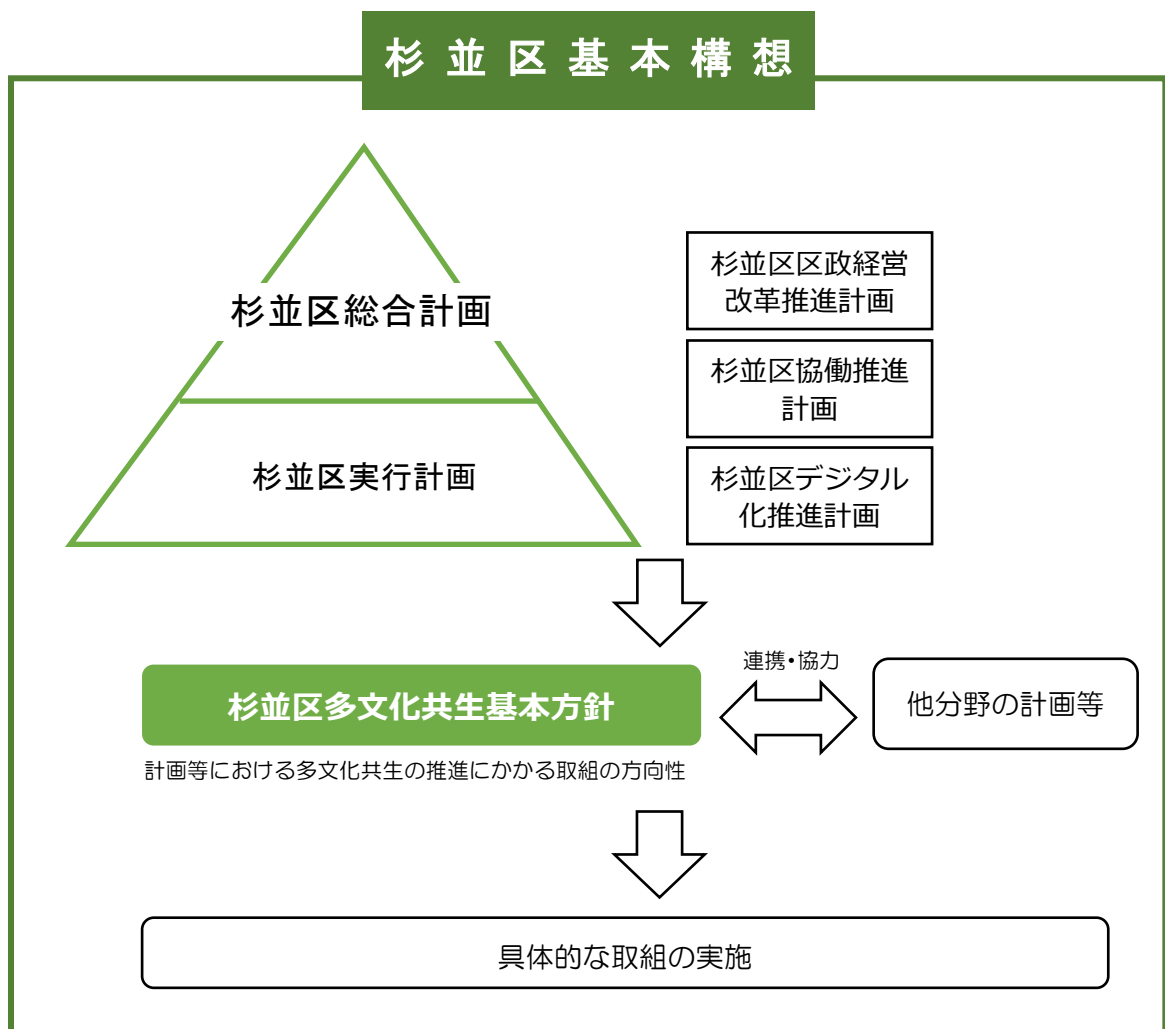 杉並区基本構想
杉並区総合計画
杉並区実行計画
杉並区区政経営
改革推進計画
杉並区協働推進
計画
杉並区デジタル
化推進計画
杉並区多文化共生基本方針
計画等における多文化共生の推進にかかる取組の方向性
連携・協力
他分野の計画等
具体的な取組の実施